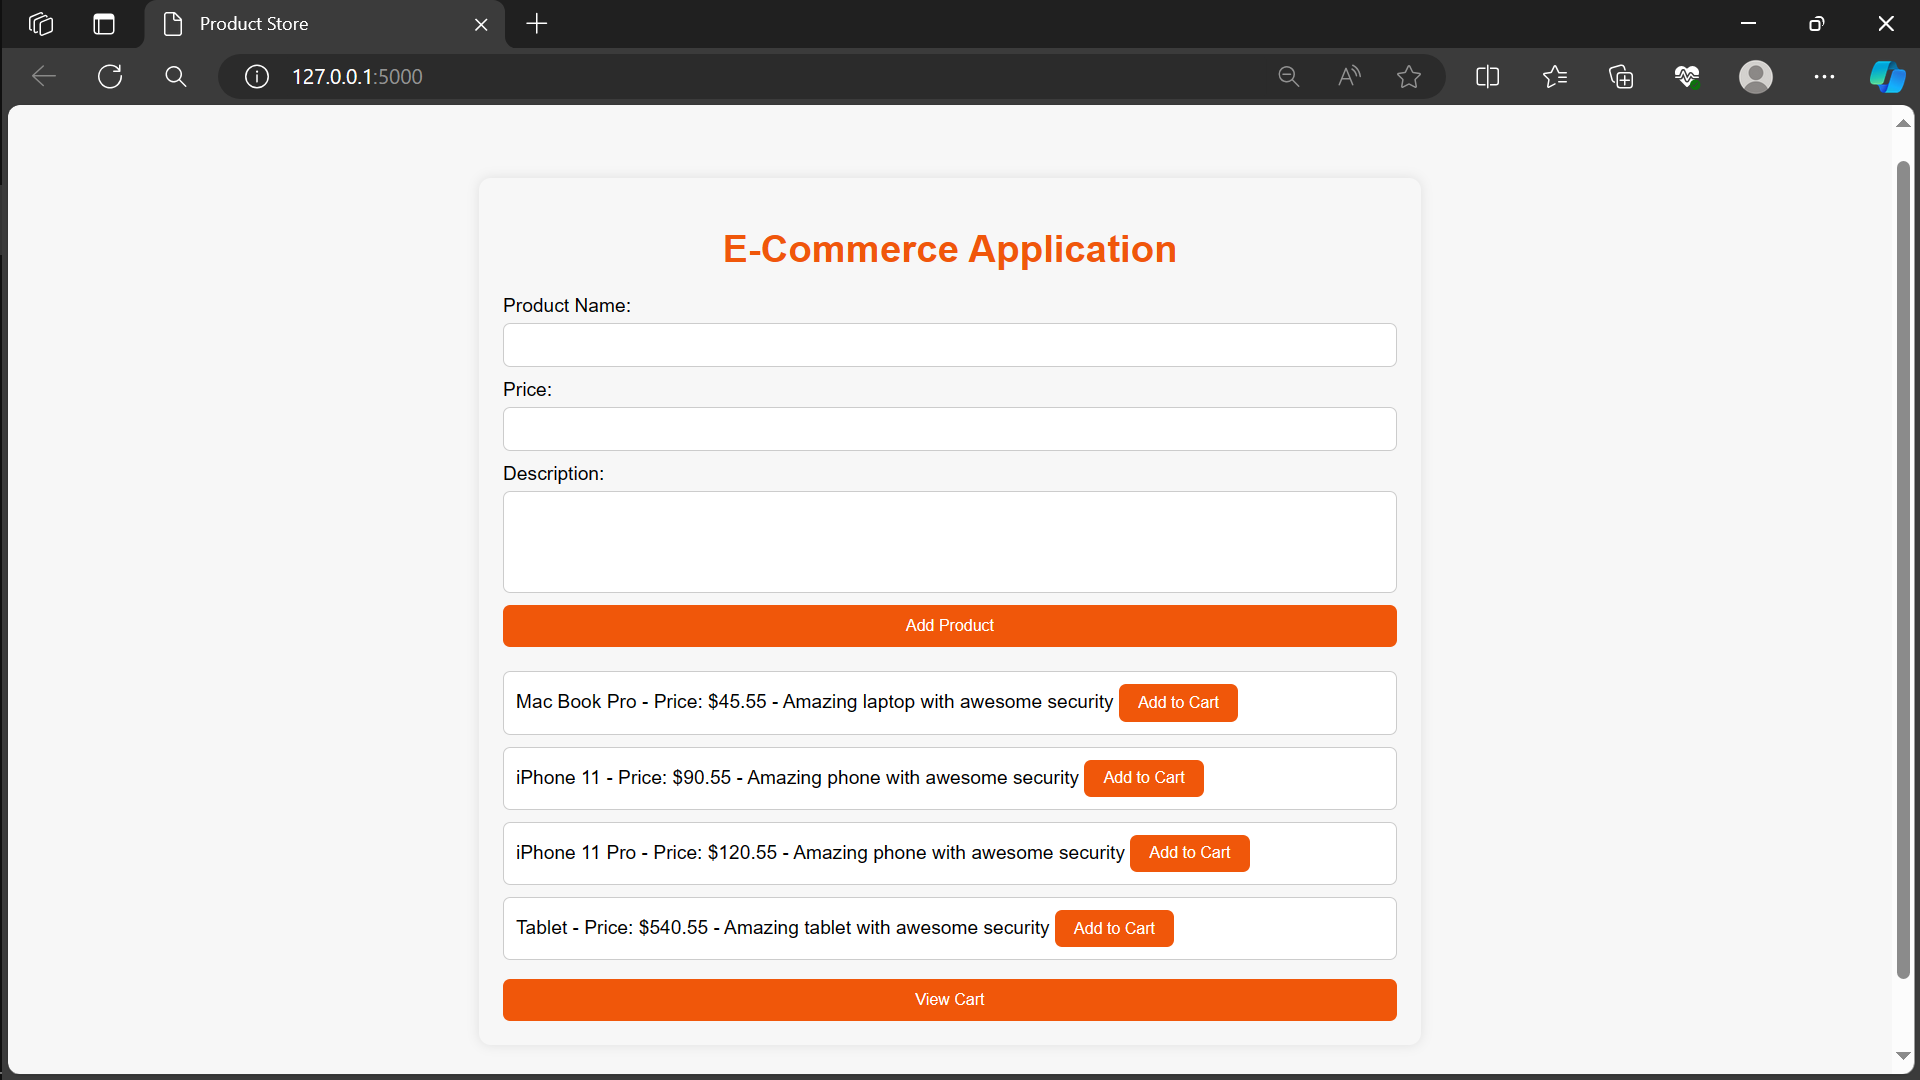 Product Store
127.0.0.1:5000
E-Commerce Application
Product Name:
Price:
Description:
Add Product
Mac Book Pro - Price: $45.55 - Amazing laptop with awesome security Add to Cart
iPhone 11 - Price: $90.55 - Amazing phone with awesome security Add to Cart
iPhone 11 Pro - Price: $120.55 - Amazing phone with awesome security Add to Cart
Tablet - Price: $540.55 - Amazing tablet with awesome security Add to Cart
View Cart